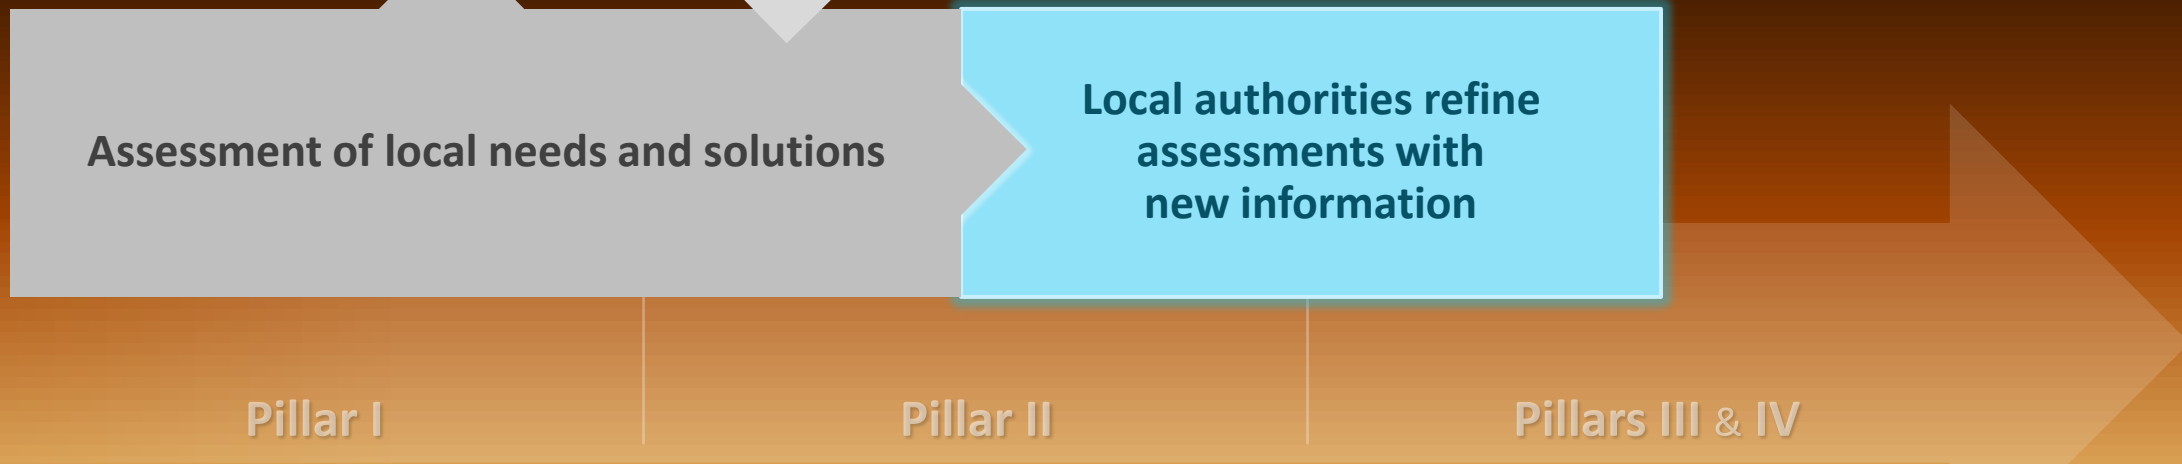 Assessment of local needs and solutions
Local authorities refine
assessments with
new information
Pillar I
Pillar II
Pillars III & IV